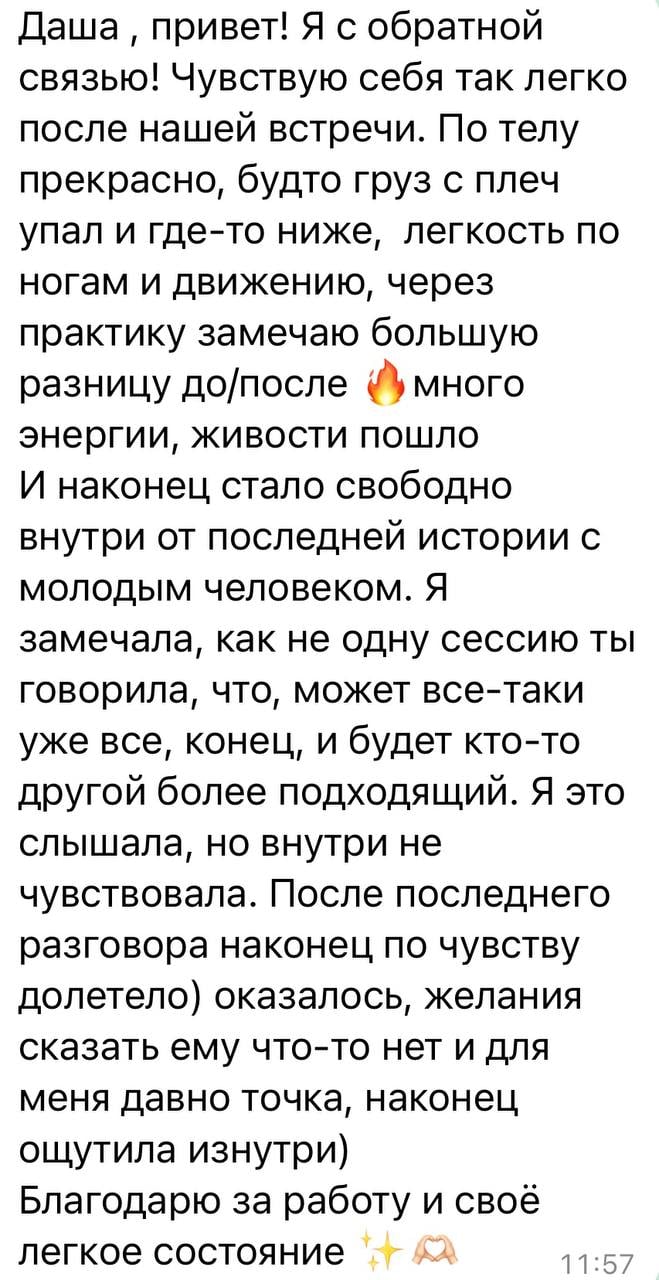 Даша , привет! Я с обратной
связью! Чувствую себя так легко
после нашей встречи. По телу
прекрасно, будто груз с плеч
упал и где-то ниже,  легкость по
ногам и движению, через
практику замечаю большую
разницу до/после 🔥много
энергии, живости пошло
И наконец стало свободно
внутри от последней истории с
молодым человеком. Я
замечала, как не одну сессию ты
говорила, что, может все-таки
уже все, конец, и будет кто-то
другой более подходящий. Я это
слышала, но внутри не
чувствовала. После последнего
разговора наконец по чувству
долетело) оказалось, желания
сказать ему что-то нет и для
меня давно точка, наконец
ощутила изнутри)
Благодарю за работу и своё
легкое состояние ✨🫶🏻
11:57